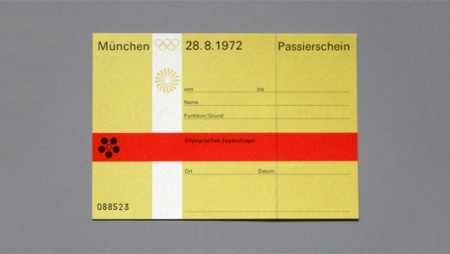 München 28.8.1972 Passierschein
von bis
Name
Funktion/Grund
Olympisches Jugendlager
Ort Datum
088523